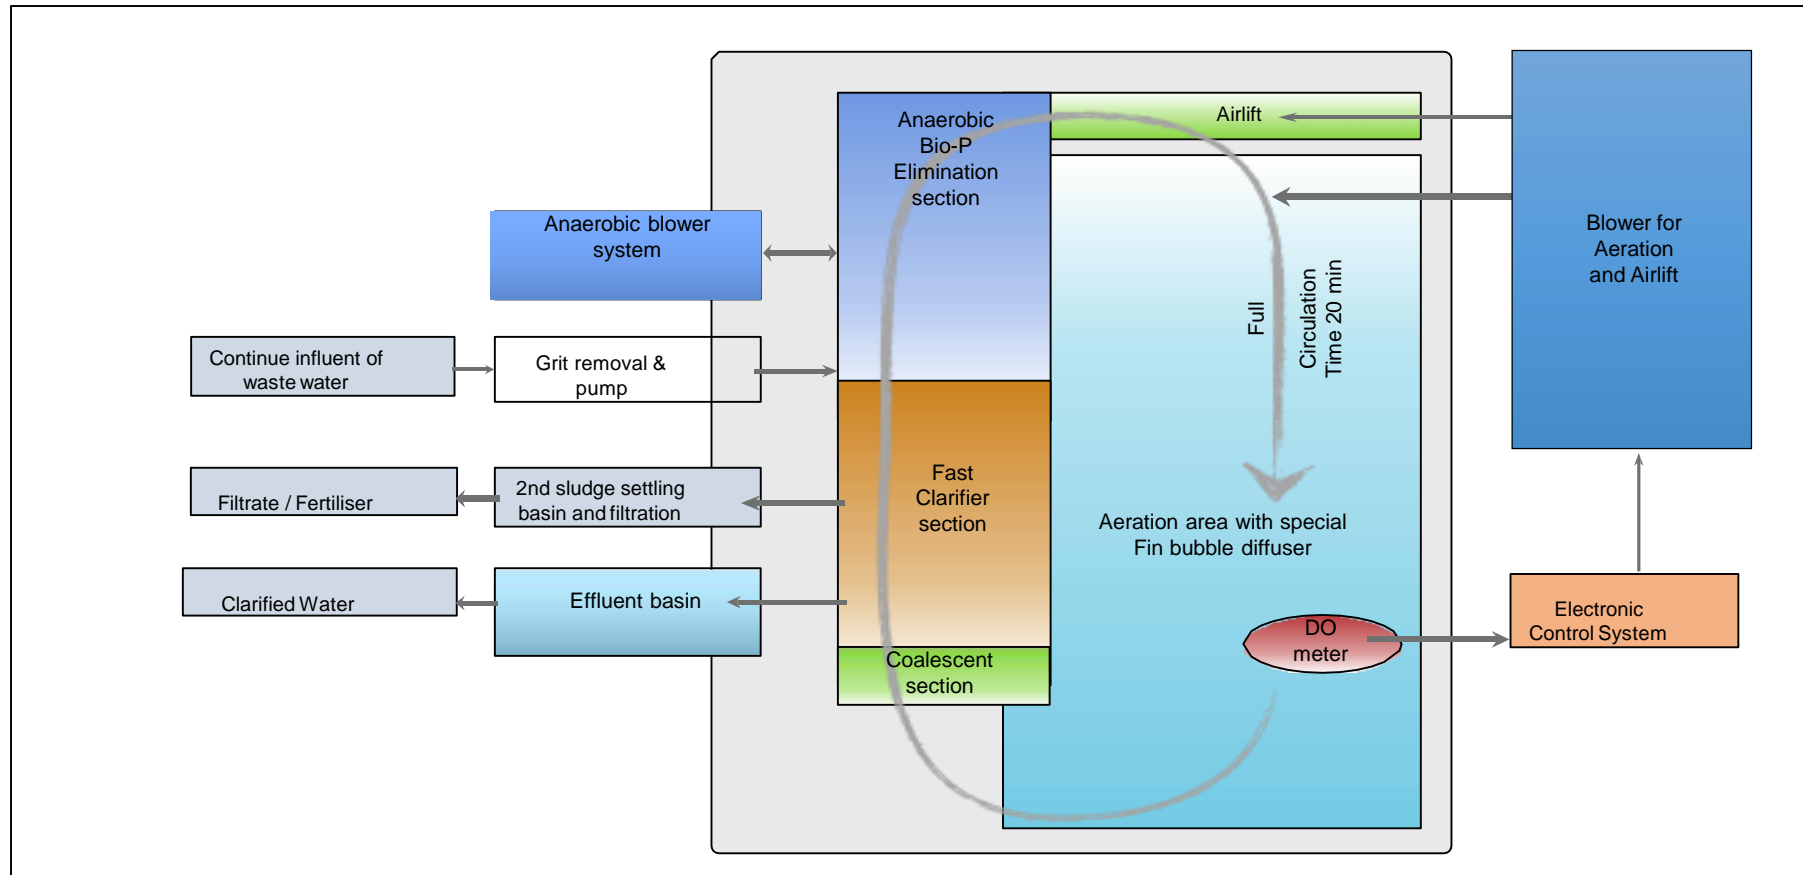 Anaerobic
Bio-P
Elimination
section
Airlift
Blower for
Aeration
and Airlift
Anaerobic blower
system
Full
Circulation
Time 20 min
Continue influent of
waste water
Grit removal &
pump
Fast
Clarifier
section
2nd sludge settling
basin and filtration
Filtrate / Fertiliser
Aeration area with special
Fin bubble diffuser
Effluent basin
Clarified Water
DO
meter
Electronic
Control System
Coalescent
section